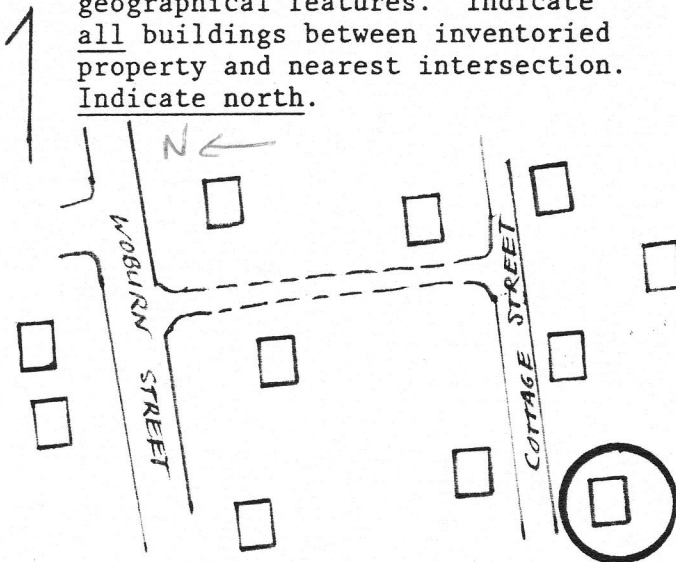 geographical features. Indicate
all buildings between inventoried
property and nearest intersection.
Indicate north.
N
WOBURN STREET
COTTAGE STREET